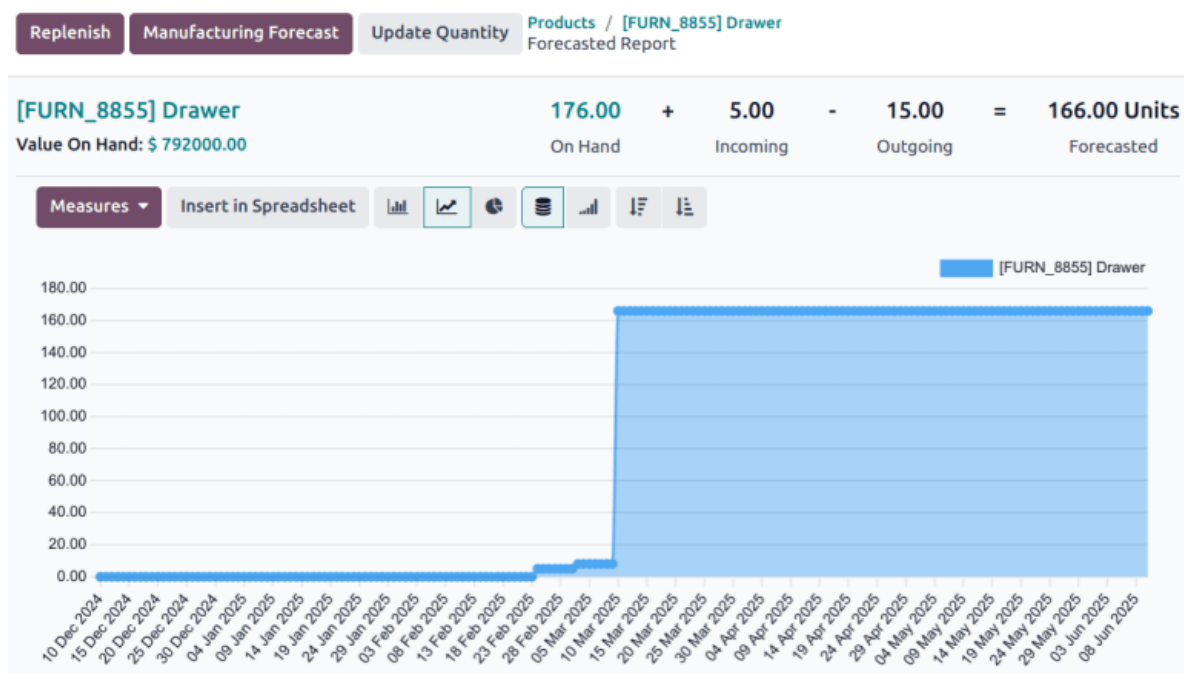 Replenish Manufacturing Forecast Update Quantity Products / [FURN_8855] Drawer
Forecasted Report
[FURN_8855] Drawer 176.00 + 5.00 - 15.00 = 166.00 Units
Value On Hand: $ 792000.00 On Hand Incoming Outgoing Forecasted
Measures Insert in Spreadsheet
[FURN_8855] Drawer
180.00
160.00
140.00
120.00
100.00
80.00
60.00
40.00
20.00
0.00
10 Dec 2024
15 Dec 2024
20 Dec 2024
25 Dec 2024
30 Dec 2024
04 Jan 2025
09 Jan 2025
14 Jan 2025
19 Jan 2025
24 Jan 2025
29 Jan 2025
03 Feb 2025
08 Feb 2025
13 Feb 2025
18 Feb 2025
23 Feb 2025
28 Feb 2025
05 Mar 2025
10 Mar 2025
15 Mar 2025
20 Mar 2025
25 Mar 2025
30 Mar 2025
04 Apr 2025
09 Apr 2025
14 Apr 2025
19 Apr 2025
24 Apr 2025
29 Apr 2025
04 May 2025
09 May 2025
14 May 2025
19 May 2025
24 May 2025
29 May 2025
03 Jun 2025
08 Jun 2025